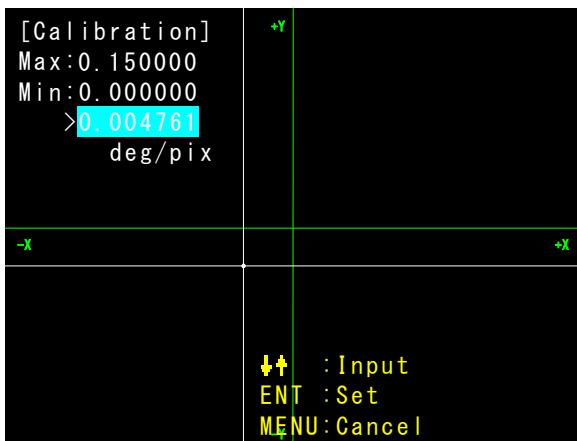 [Calibration]
Max:0.150000
Min:0.000000
>0.004761
deg/pix
+Y
-X
+X
↓↑ :Input
ENT :Set
MENU:Cancel
-Y